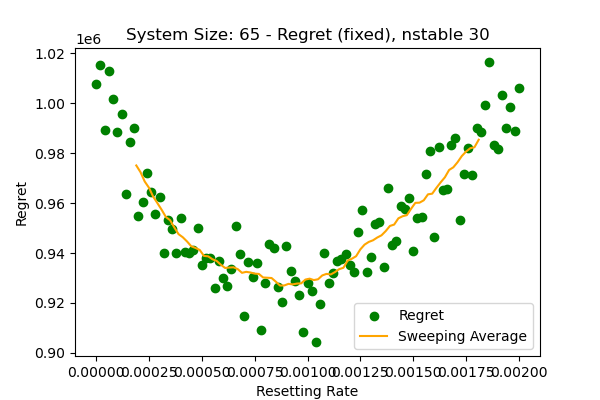 System Size: 65 - Regret (fixed), nstable 30
1e6
1.02
1.00
0.98
0.96
0.94
0.92
0.90
Regret
Regret
Sweeping Average
0.00000 0.00025 0.00050 0.00075 0.00100 0.00125 0.00150 0.00175 0.00200
Resetting Rate